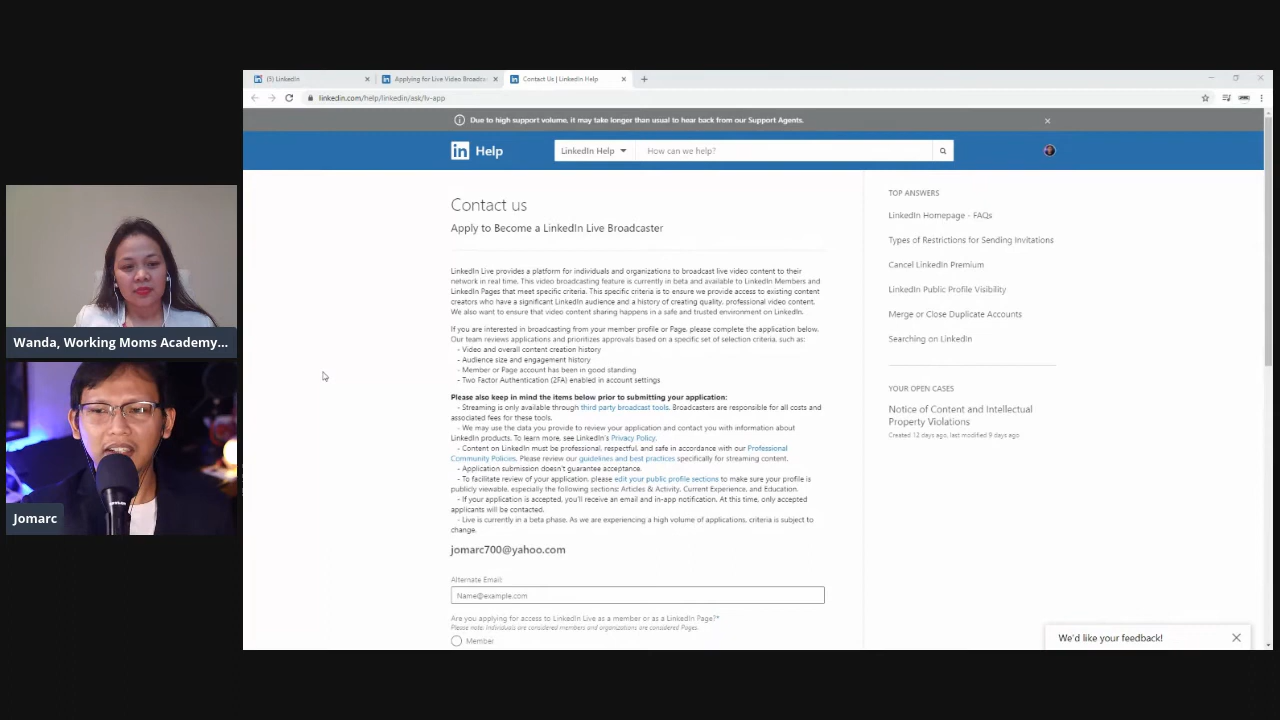 (5) LinkedIn
Applying for Live Video Broadca
Contact Us | LinkedIn Help
linkedin.com/help/linkedin/ask/lv-app
Due to high support volume, it may take longer than usual to hear back from our Support Agents.
in Help
LinkedIn Help
How can we help?
Contact us
Apply to Become a LinkedIn Live Broadcaster
LinkedIn Live provides a platform for individuals and organizations to broadcast live video content to their
network in real time. This video broadcasting feature is currently in beta and available to LinkedIn Members and
LinkedIn Pages that meet specific criteria. This specific criteria is to ensure we provide access to existing content
creators who have a significant LinkedIn audience and a history of creating quality, professional video content.
We also want to ensure that video content sharing happens in a safe and trusted environment on LinkedIn.
If you are interested in broadcasting from your member profile or Page, please complete the application below.
Our team reviews applications and prioritizes approvals based on a specific set of selection criteria, such as:
- Video and overall content creation history
- Audience size and engagement history
- Member or Page account has been in good standing
- Two Factor Authentication (2FA) enabled in account settings
Please also keep in mind the items below prior to submitting your application:
- Streaming is only available through third party broadcast tools. Broadcasters are responsible for all costs and
associated fees for these tools.
- We may use the data you provide to review your application and contact you with information about
LinkedIn products. To learn more, see LinkedIn's Privacy Policy.
- Content on LinkedIn must be professional, respectful, and safe in accordance with our Professional
Community Policies. Please review our guidelines and best practices specifically for streaming content.
- Application submission doesn't guarantee acceptance.
- To facilitate review of your application, please edit your public profile sections to make sure your profile is
publicly viewable, especially the following sections: Articles & Activity, Current Experience, and Education.
- If your application is accepted, you'll receive an email and in-app notification. At this time, only accepted
applicants will be contacted.
- Live is currently in a beta phase. As we are experiencing a high volume of applications, criteria is subject to
change.
jomarc700@yahoo.com
Alternate Email:
Name@example.com
Are you applying for access to LinkedIn Live as a member or as a LinkedIn Page?*
Please note: Individuals are considered members and organizations are considered Pages.
Member
TOP ANSWERS
LinkedIn Homepage - FAQs
Types of Restrictions for Sending Invitations
Cancel LinkedIn Premium
LinkedIn Public Profile Visibility
Merge or Close Duplicate Accounts
Searching on LinkedIn
YOUR OPEN CASES
Notice of Content and Intellectual
Property Violations
Created 12 days ago, last modified 9 days ago
We'd like your feedback!
Wanda, Working Moms Academy...
Jomarc